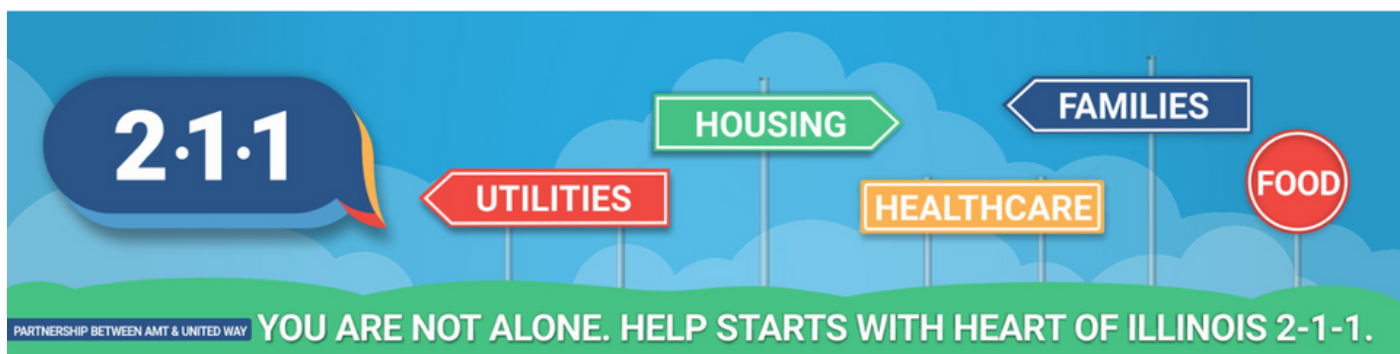 2·1·1
UTILITIES
HOUSING
HEALTHCARE
FAMILIES
FOOD
PARTNERSHIP BETWEEN AMT & UNITED WAY
YOU ARE NOT ALONE. HELP STARTS WITH HEART OF ILLINOIS 2-1-1.